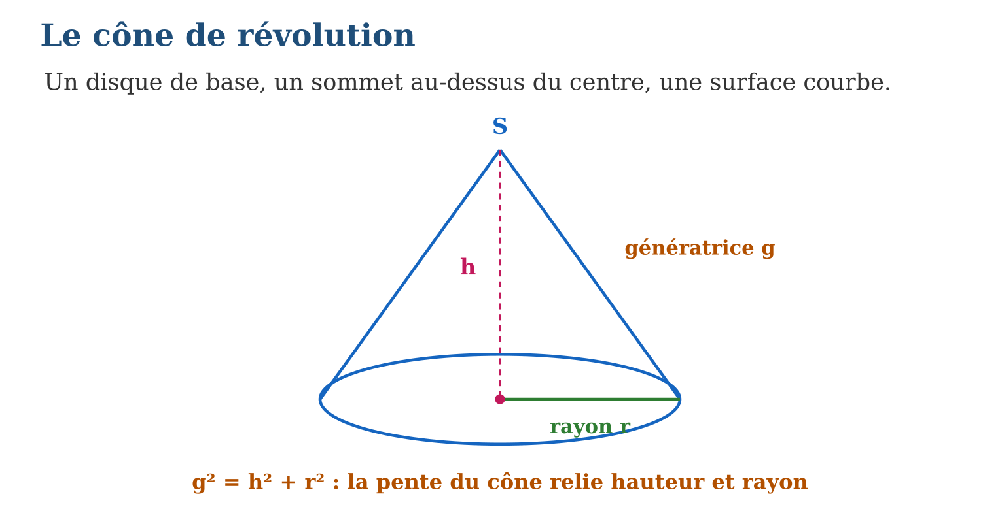 Le cône de révolution
Un disque de base, un sommet au-dessus du centre, une surface courbe.
S
génératrice g
h
rayon r
g² = h² + r² : la pente du cône relie hauteur et rayon